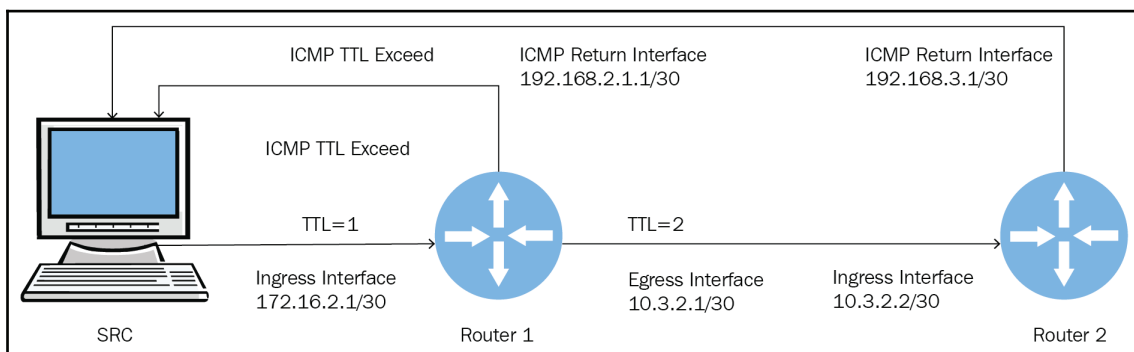 ICMP TTL Exceed
ICMP Return Interface
192.168.2.1.1/30
ICMP Return Interface
192.168.3.1/30
ICMP TTL Exceed
TTL=1
TTL=2
Ingress Interface
172.16.2.1/30
Egress Interface
10.3.2.1/30
Ingress Interface
10.3.2.2/30
SRC
Router 1
Router 2